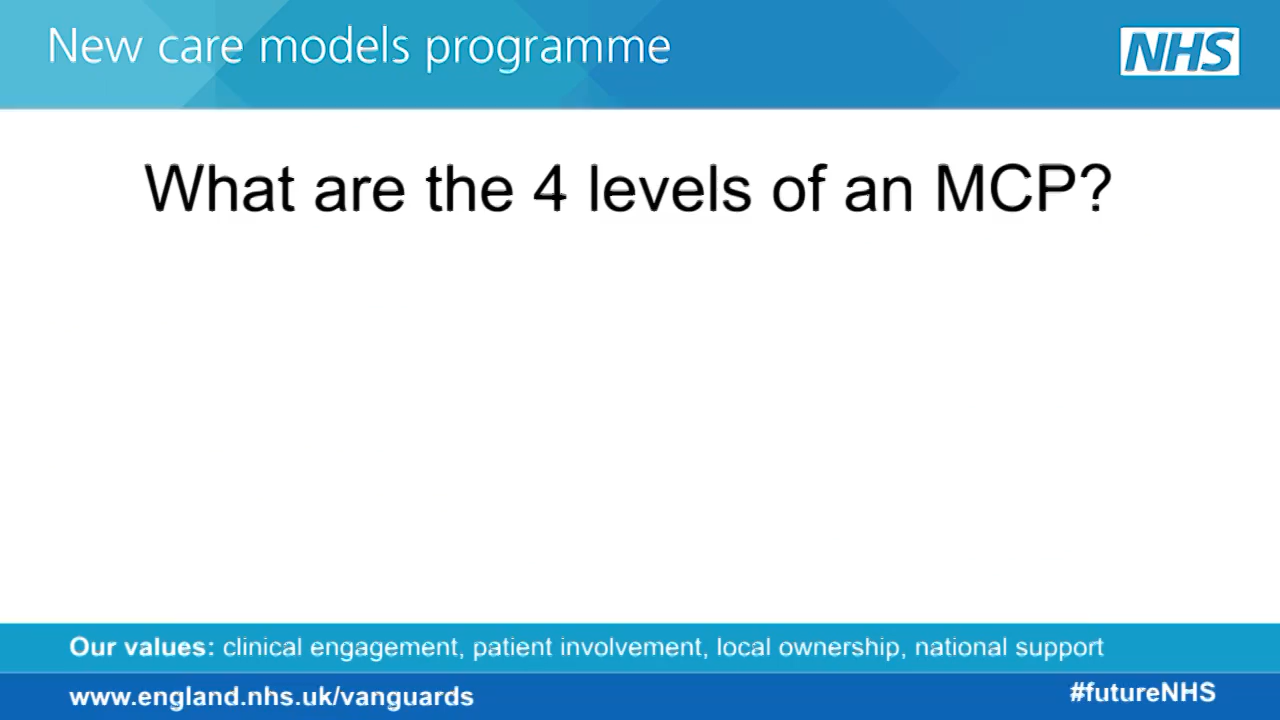 New care models programme
NHS
What are the 4 levels of an MCP?
Our values: clinical engagement, patient involvement, local ownership, national support
www.england.nhs.uk/vanguards
#futureNHS